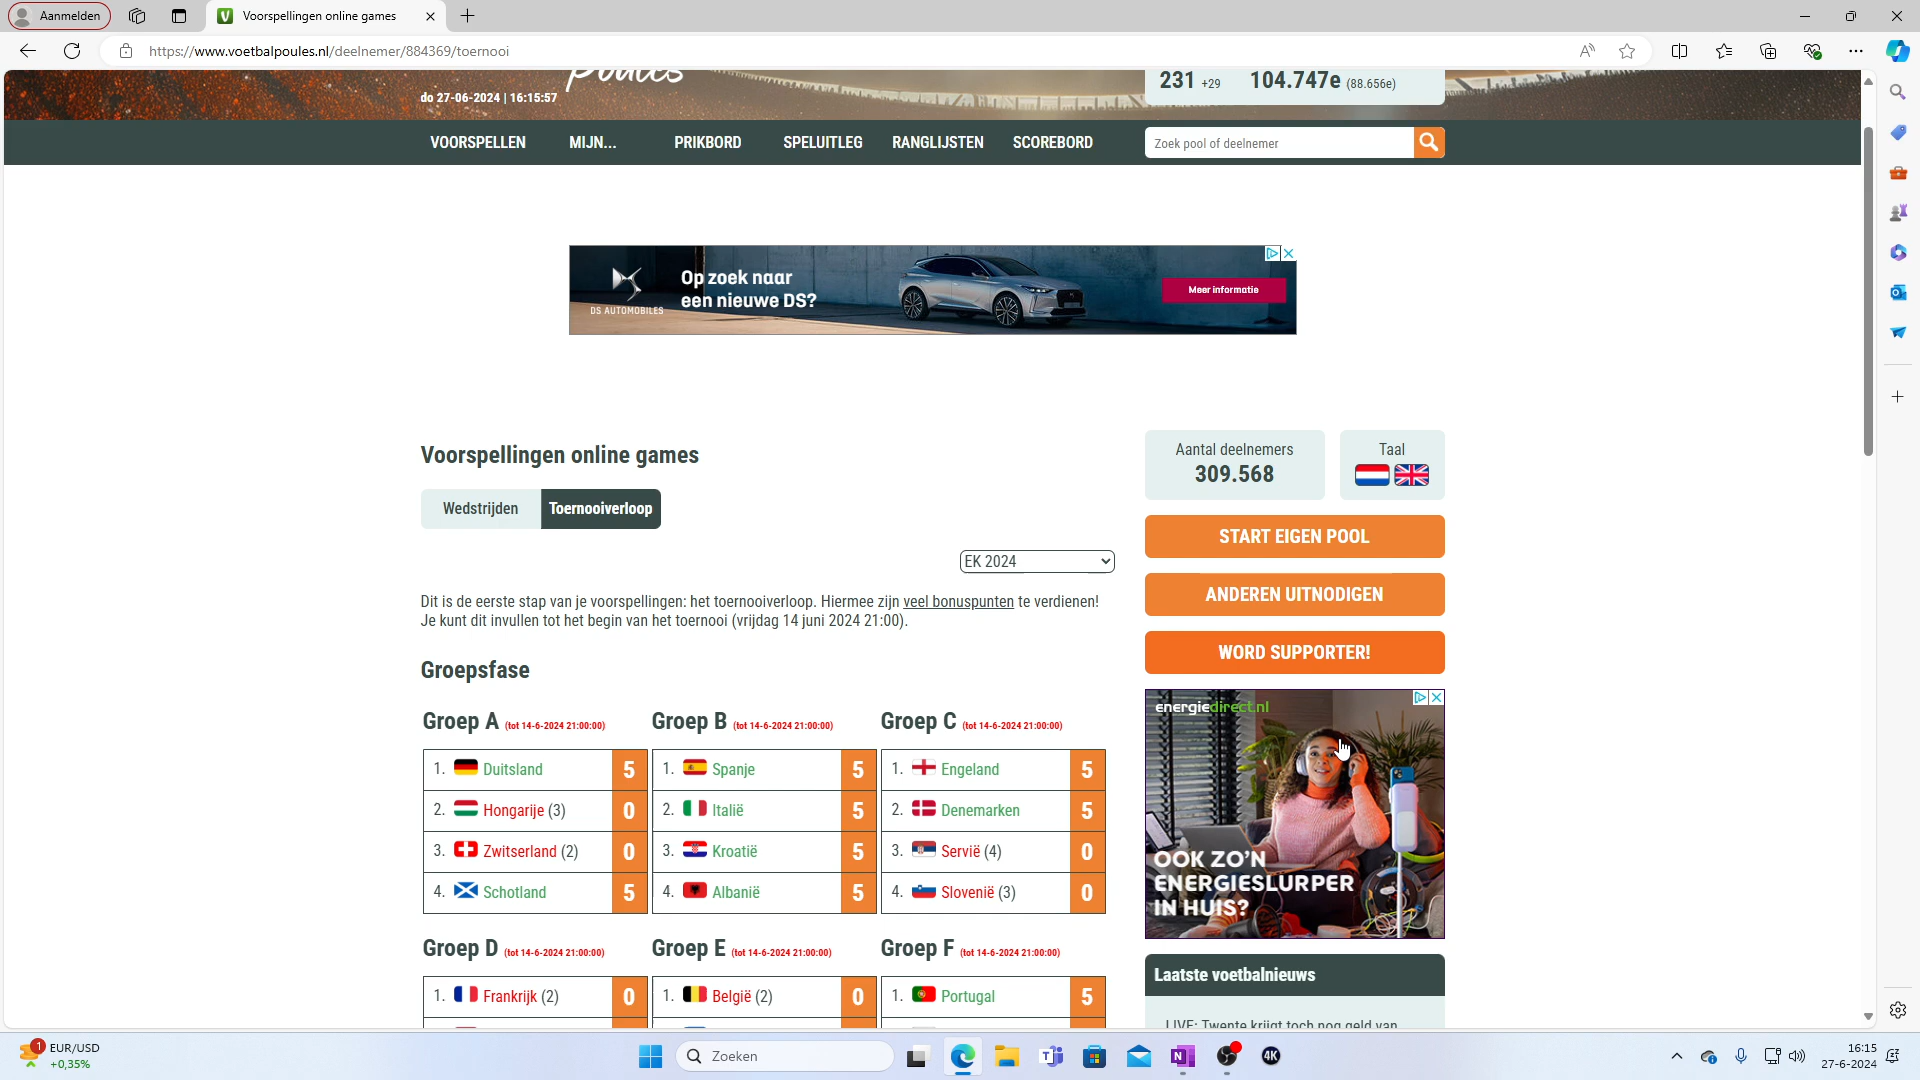 Aanmelden
Voorspellingen online games
https://www.voetbalpoules.nl/deelnemer/884369/toernooi
do 27-06-2024 | 16:15:57
231 +29 104.747e (88.656e)
VOORSPELLEN MIJN... PRIKBORD SPELUITLEG RANGLIJSTEN SCOREBORD
Zoek pool of deelnemer
Op zoek naar
een nieuwe DS?
DS AUTOMOBILES
Meer informatie
Voorspellingen online games
Wedstrijden Toernooiverloop
EK 2024
Dit is de eerste stap van je voorspellingen: het toernooiverloop. Hiermee zijn veel bonuspunten te verdienen!
Je kunt dit invullen tot het begin van het toernooi (vrijdag 14 juni 2024 21:00).
Groepsfase
Groep A (tot 14-6-2024 21:00:00)
1. Duitsland 5
2. Hongarije (3) 0
3. Zwitserland (2) 0
4. Schotland 5
Groep B (tot 14-6-2024 21:00:00)
1. Spanje 5
2. Italië 5
3. Kroatië 5
4. Albanië 5
Groep C (tot 14-6-2024 21:00:00)
1. Engeland 5
2. Denemarken 5
3. Servië (4) 0
4. Slovenië (3) 0
Groep D (tot 14-6-2024 21:00:00)
1. Frankrijk (2) 0
Groep E (tot 14-6-2024 21:00:00)
1. België (2) 0
Groep F (tot 14-6-2024 21:00:00)
1. Portugal 5
Aantal deelnemers
309.568
Taal
START EIGEN POOL
ANDEREN UITNODIGEN
WORD SUPPORTER!
energiedirect.nl
OOK ZO'N
ENERGIESLURPER
IN HUIS?
Laatste voetbalnieuws
LIVE: Twente krijgt toch nog geld van
1
EUR/USD
+0,35%
Zoeken
4K
16:15
27-6-2024